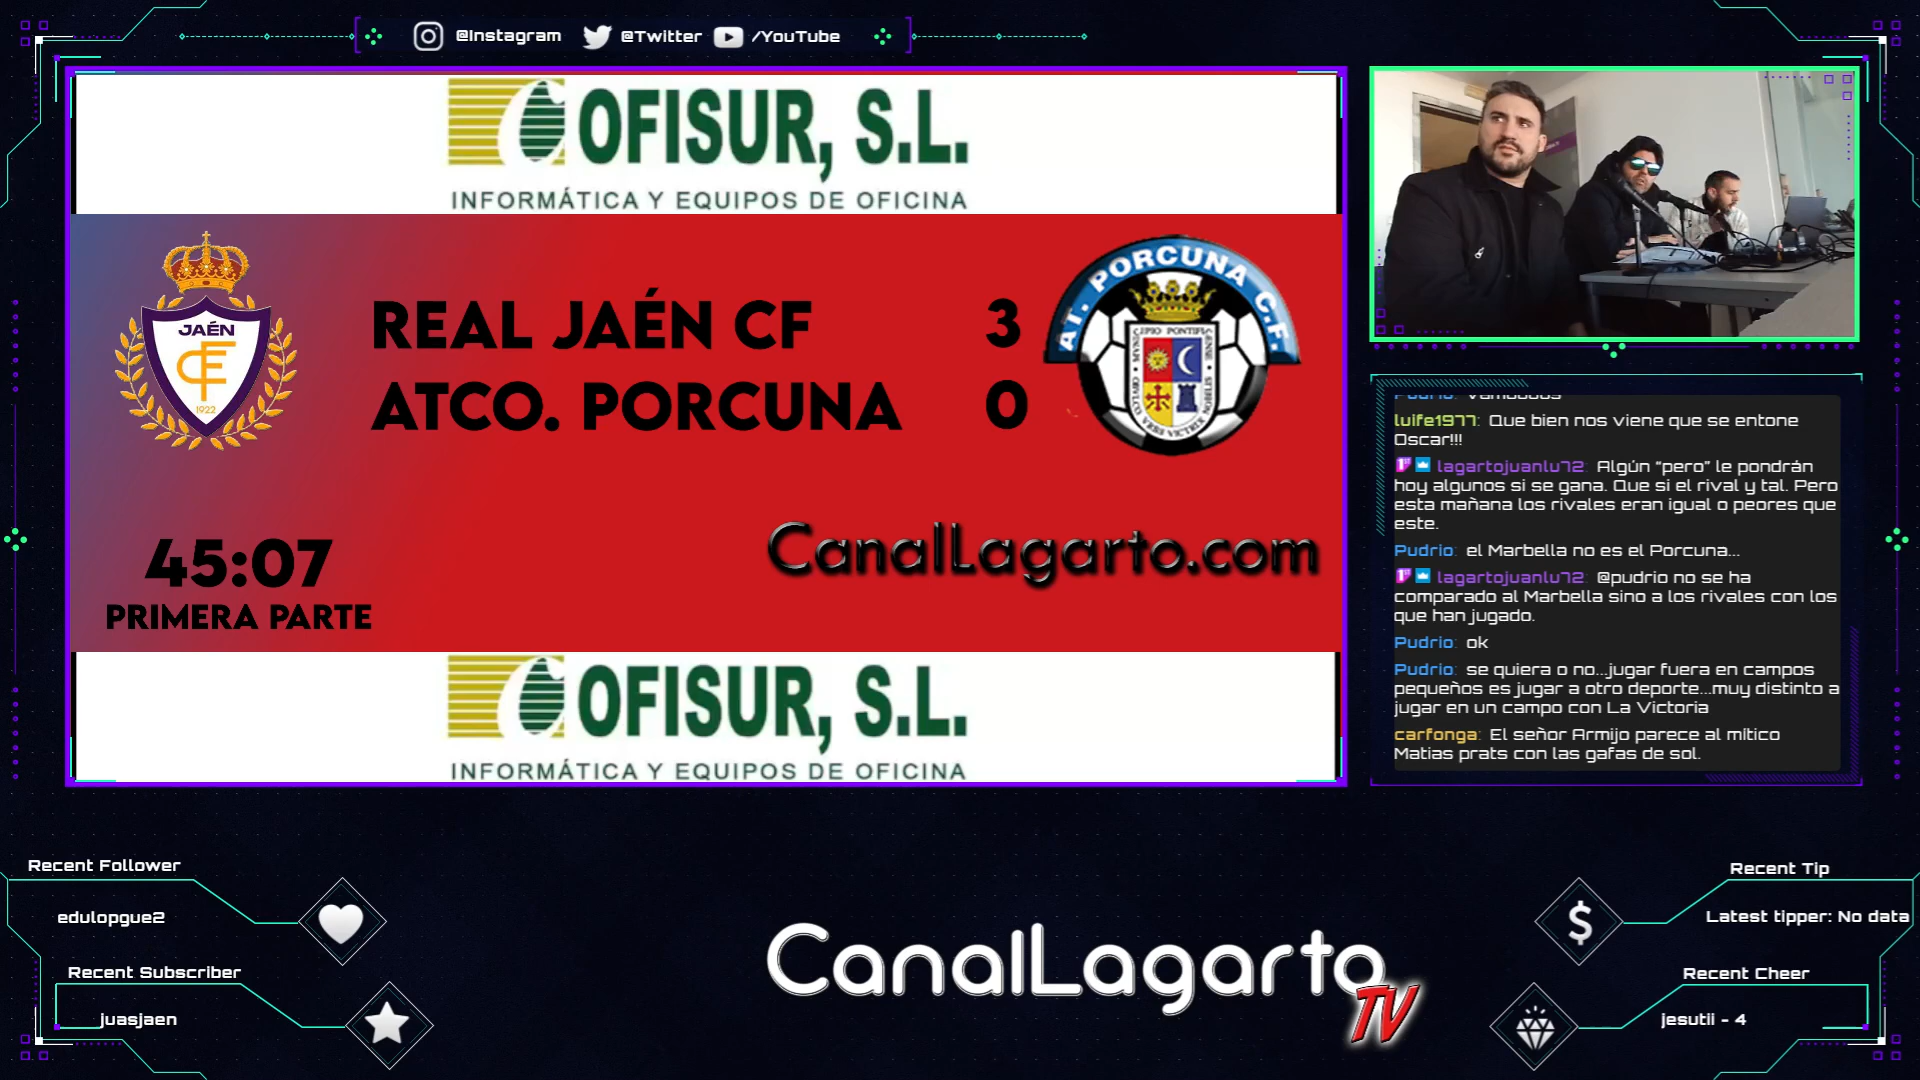 @Instagram @Twitter /YouTube
OFISUR, S.L.
INFORMÁTICA Y EQUIPOS DE OFICINA
JAÉN
CF
1922
REAL JAÉN CF 3
ATCO. PORCUNA 0
AT. PORCUNA C.F.
45:07
PRIMERA PARTE
CanalLagarto.com
OFISUR, S.L.
INFORMÁTICA Y EQUIPOS DE OFICINA
luife1977: Que bien nos viene que se entone
Oscar!!!
lagartojuanlu72: Algún "pero" le pondrán
hoy algunos si se gana. Que si el rival y tal. Pero
esta mañana los rivales eran igual o peores que
este.
Pudrio: el Marbella no es el Porcuna...
lagartojuanlu72: @pudrio no se ha
comparado al Marbella sino a los rivales con los
que han jugado.
Pudrio: ok
Pudrio: se quiera o no...jugar fuera en campos
pequeños es jugar a otro deporte...muy distinto a
jugar en un campo con La Victoria
carfonga: El señor Armijo parece al mítico
Matias prats con las gafas de sol.
Recent Follower
edulopgue2
Recent Subscriber
juasjaen
CanalLagarto
TV
Recent Tip
Latest tipper: No data
Recent Cheer
jesutii - 4